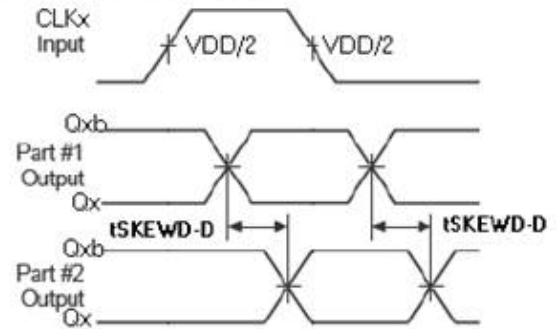 CLKx
Input
VDD/2
VDD/2
Qxb
Part #1
Output
Qx
tSKEWD-D
tSKEWD-D
Qxb
Part #2
Output
Qx